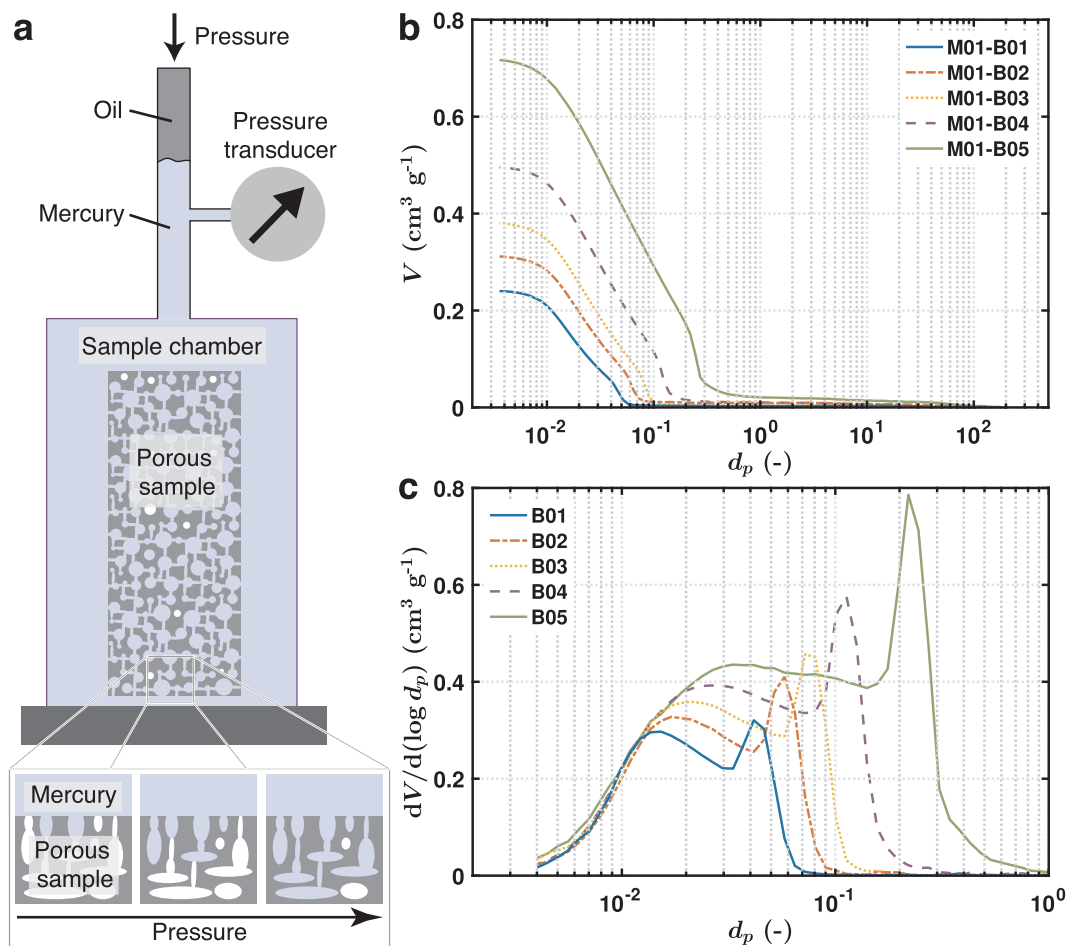 a
Pressure
Oil
Pressure
transducer
Mercury
Sample chamber
Porous
sample
Mercury
Porous
sample
Pressure
b
0.8
0.6
0.4
0.2
0
V (cm³ g⁻¹)
M01-B01
M01-B02
M01-B03
M01-B04
M01-B05
10⁻² 10⁻¹ 10⁰ 10¹ 10²
dₚ (-)
c
0.8
0.6
0.4
0.2
0
dV/d(log dₚ) (cm³ g⁻¹)
B01
B02
B03
B04
B05
10⁻² 10⁻¹ 10⁰
dₚ (-)